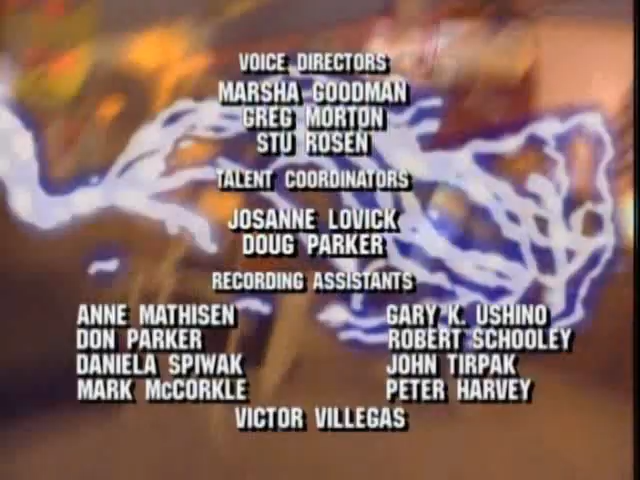 VOICE DIRECTORS
MARSHA GOODMAN
GREG MORTON
STU ROSEN
TALENT COORDINATORS
JOSANNE LOVICK
DOUG PARKER
RECORDING ASSISTANTS
ANNE MATHISEN GARY K. USHINO
DON PARKER ROBERT SCHOOLEY
DANIELA SPIWAK JOHN TIRPAK
MARK McCORKLE PETER HARVEY
VICTOR VILLEGAS